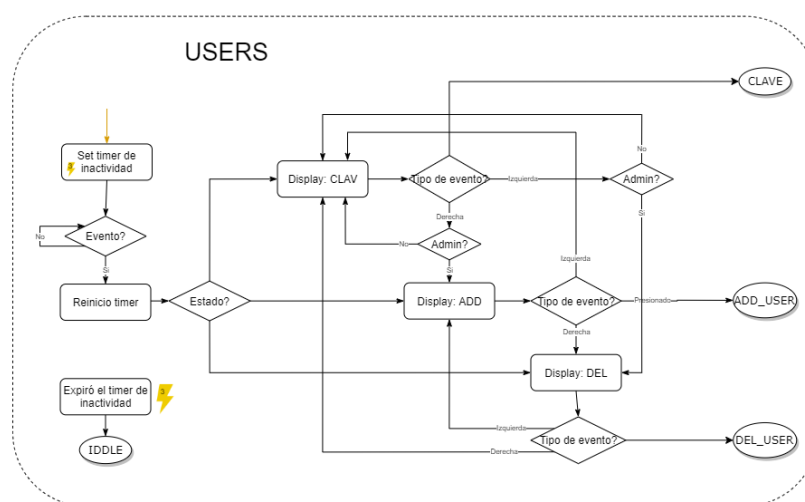 USERS
CLAVE
Set timer de
inactividad
3
No
Display: CLAV
Tipo de evento?
Izquierda
Admin?
Derecha
Si
Evento?
No
No
Admin?
Si
Izquierda
Si
Reinicio timer
Estado?
Display: ADD
Tipo de evento?
Presionado
ADD_USER
Derecha
Display: DEL
Expiró el timer de
inactividad
3
Izquierda
Tipo de evento?
Derecha
DEL_USER
IDDLE